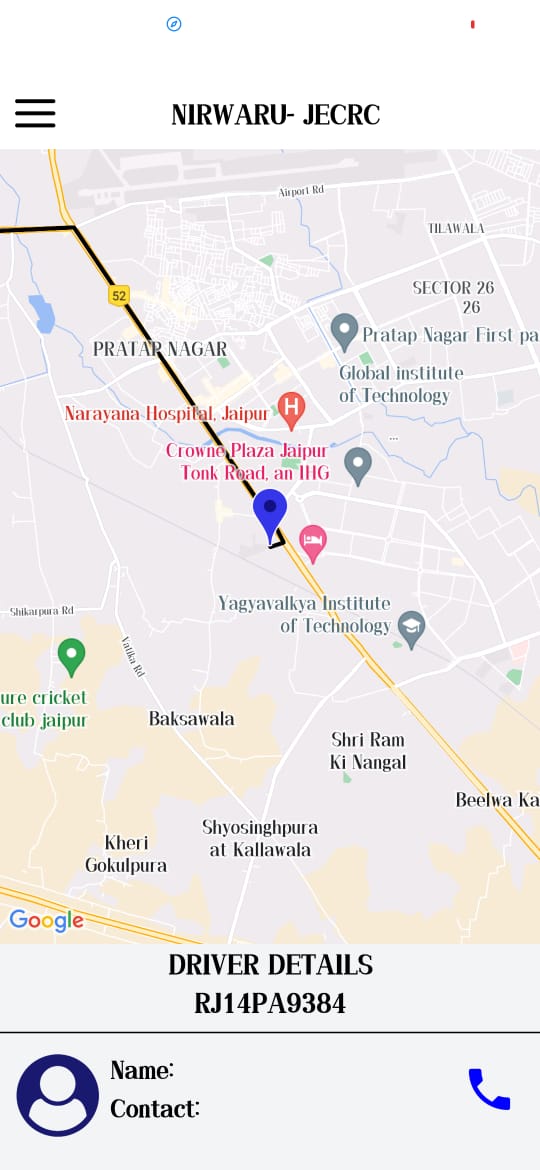 NIRWARU- JECRC
Airport Rd
TILAWALA
SECTOR 26
26
52
Pratap Nagar First pa
PRATAP NAGAR
Global institute
of Technology
Narayana Hospital, Jaipur
H
...
Crowne Plaza Jaipur
Tonk Road, an IHG
Yagyavalkya Institute
of Technology
Shikarpura Rd
Vatika Rd
ure cricket
club jaipur
Baksawala
Shri Ram
Ki Nangal
Beelwa Ka
Shyosinghpura
at Kallawala
Kheri
Gokulpura
Google
DRIVER DETAILS
RJ14PA9384
Name:
Contact: